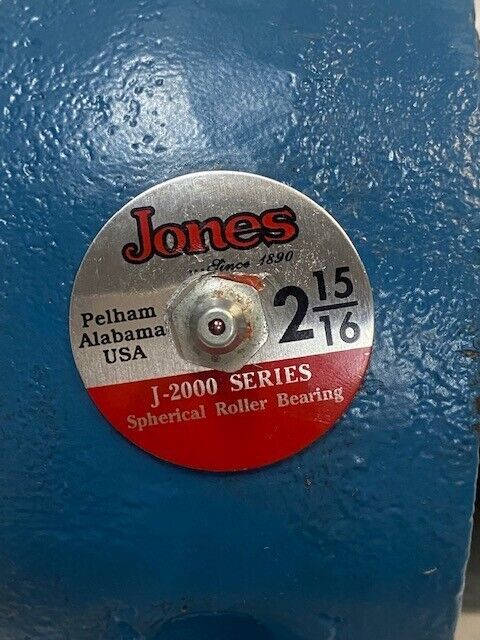 Jones
Since 1890
Pelham
Alabama
USA
2 15/16
J-2000 SERIES
Spherical Roller Bearing